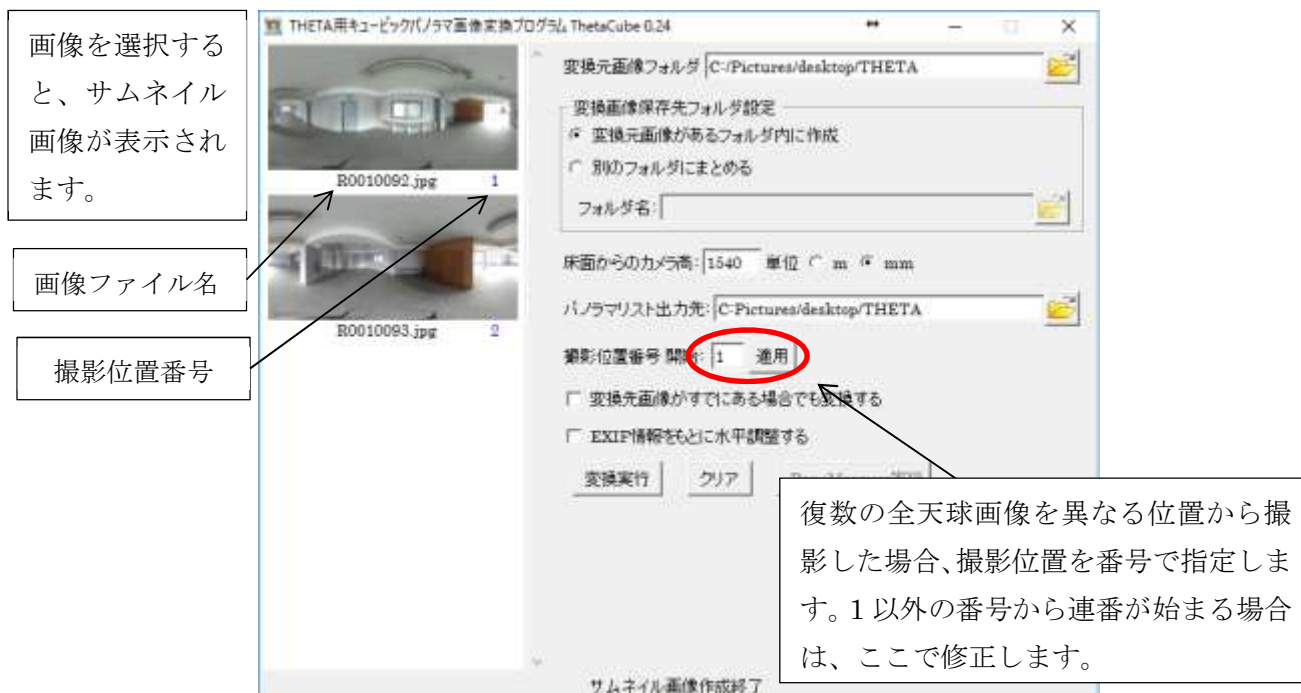 THETA用キュービックパノラマ画像変換プログラム ThetaCube 0.24
画像を選択する
と、サムネイル
画像が表示され
ます。
画像ファイル名
撮影位置番号
R0010092.jpg 1
R0010093.jpg 2
変換元画像フォルダ C:/Pictures/desktop/THETA
変換画像保存先フォルダ設定
変換元画像があるフォルダ内に作成
別のフォルダにまとめる
フォルダ名:
床面からのカメラ高: 1540 単位 m mm
パノラマリスト出力先: C:Pictures/desktop/THETA
撮影位置番号 開始: 1 適用
変換先画像がすでにある場合でも変換する
EXIF情報をもとに水平調整する
変換実行 クリア
復数の全天球画像を異なる位置から撮
影した場合、撮影位置を番号で指定しま
す。1 以外の番号から連番が始まる場合
は、ここで修正します。
サムネイル画像作成終了